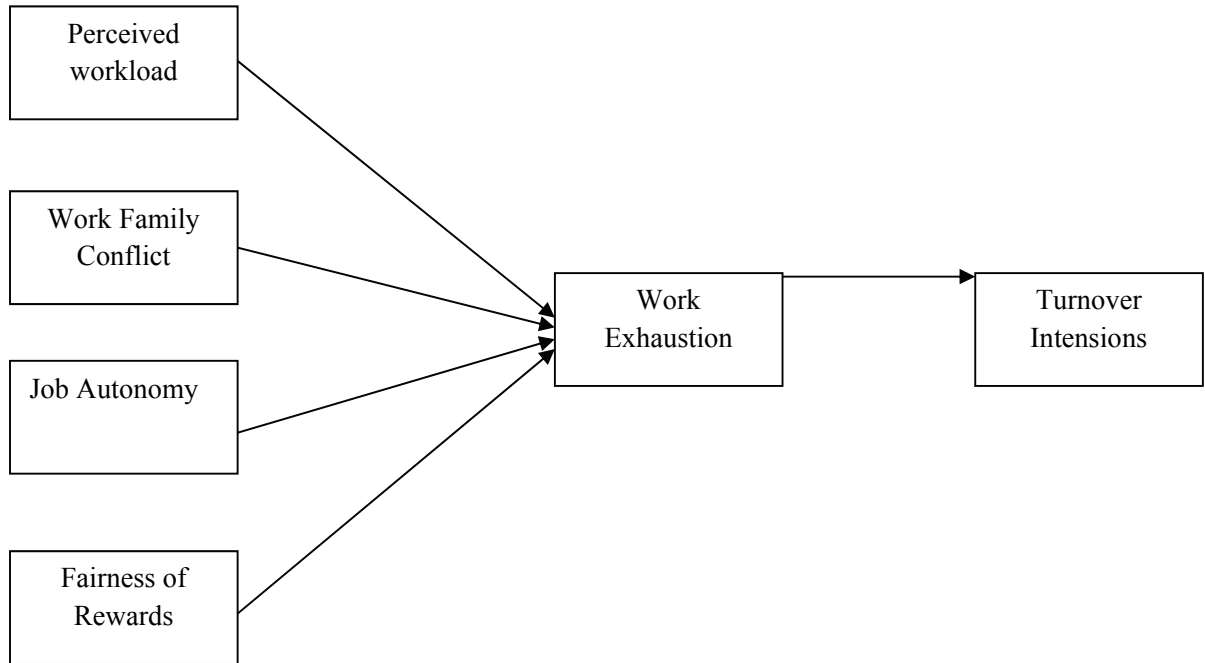 Perceived
workload
Work Family
Conflict
Job Autonomy
Fairness of
Rewards
Work
Exhaustion
Turnover
Intensions